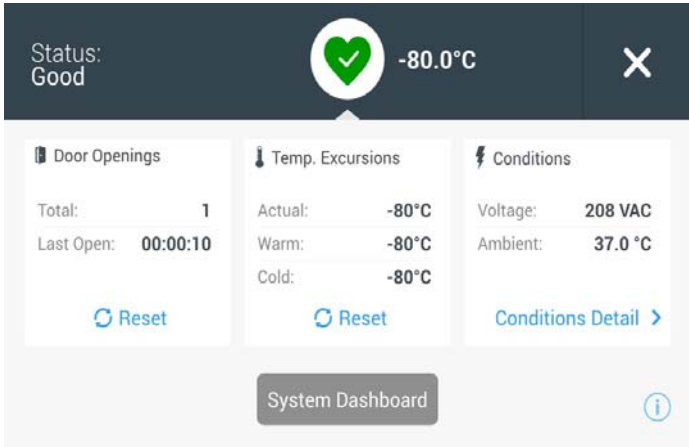 Status:
Good
-80.0°C
Door Openings
Total: 1
Last Open: 00:00:10
Reset
Temp. Excursions
Actual: -80°C
Warm: -80°C
Cold: -80°C
Reset
Conditions
Voltage: 208 VAC
Ambient: 37.0 °C
Conditions Detail
System Dashboard